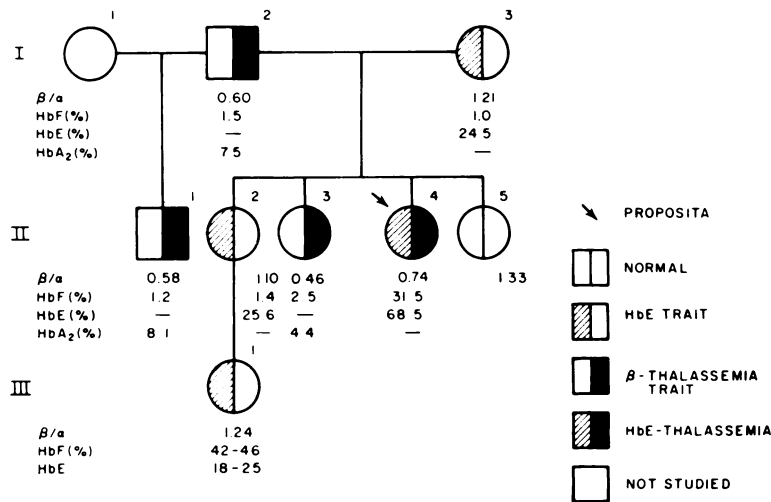 1 2 3
I
β/α 0.60 1.21
HbF(%) 1.5 1.0
HbE(%) — 24.5
HbA₂(%) 7.5 —
1 2 3 4 5
II
β/α 0.58 1.10 0.46 0.74 1.33
HbF(%) 1.2 1.4 2.5 31.5
HbE(%) — 25.6 — 68.5
HbA₂(%) 8.1 — 4.4 —
1
III
β/α 1.24
HbF(%) 42-46
HbE 18-25
PROPOSITA
NORMAL
HbE TRAIT
β-THALASSEMIA
TRAIT
HbE-THALASSEMIA
NOT STUDIED